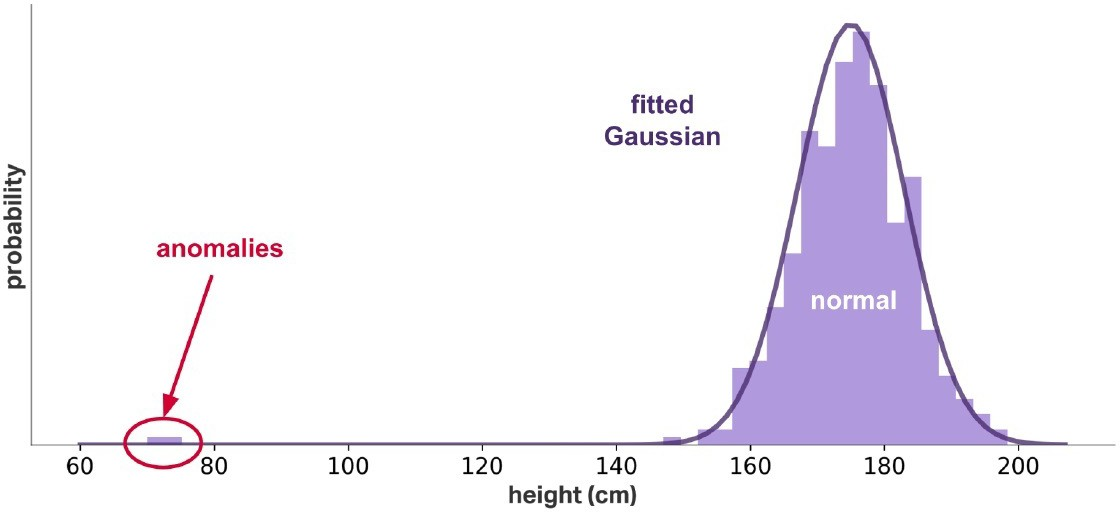 fitted
Gaussian
anomalies
normal
probability
60 80 100 120 140 160 180 200
height (cm)